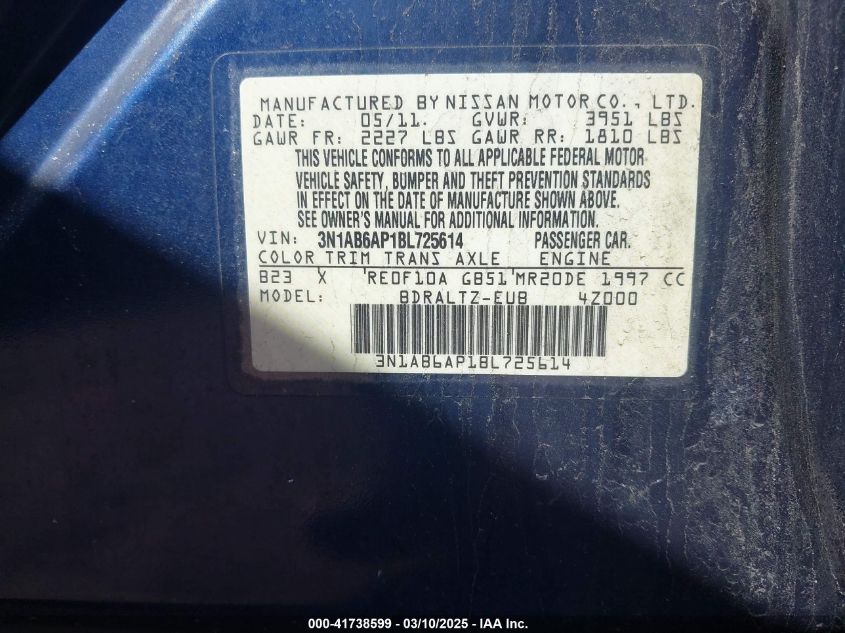 MANUFACTURED BY NISSAN MOTOR CO., LTD.
DATE: 05/11. GVWR: 3951 LBS
GAWR FR: 2227 LBS GAWR RR: 1810 LBS
THIS VEHICLE CONFORMS TO ALL APPLICABLE FEDERAL MOTOR
VEHICLE SAFETY, BUMPER AND THEFT PREVENTION STANDARDS
IN EFFECT ON THE DATE OF MANUFACTURE SHOWN ABOVE.
SEE OWNER'S MANUAL FOR ADDITIONAL INFORMATION.
VIN: 3N1AB6AP1BL725614 PASSENGER CAR.
COLOR TRIM TRANS AXLE ENGINE
B23 X RE0F10A GB51 MR20DE 1997 CC
MODEL: BDRALTZ-EUB 4Z000
3N1AB6AP1BL725614
000-41738599 / 03/10/2025 - IAA Inc.